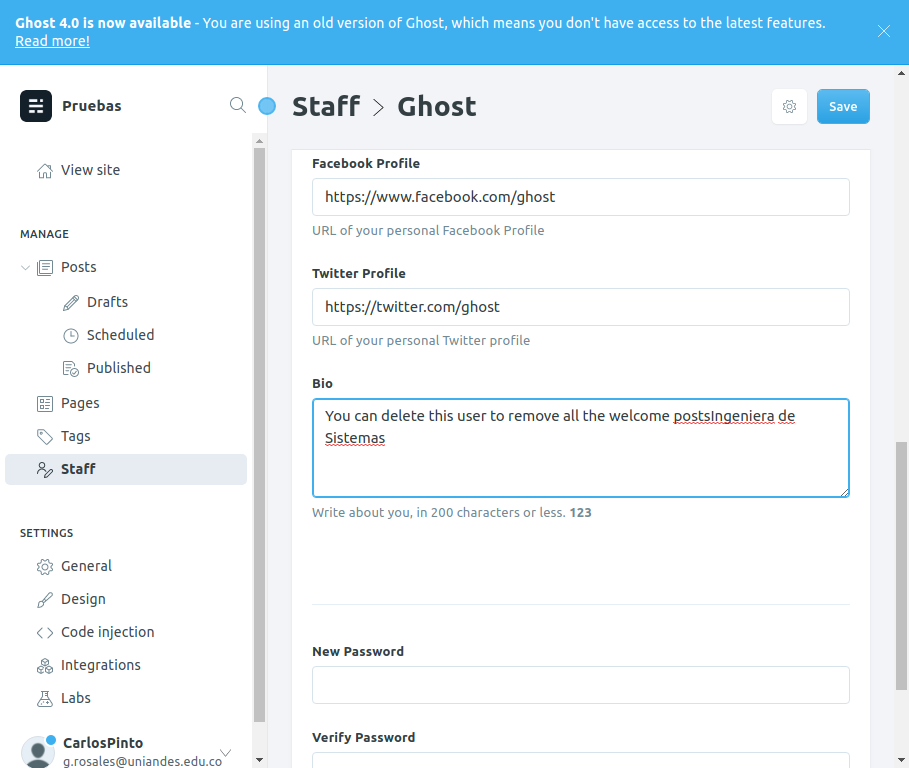 Ghost 4.0 is now available - You are using an old version of Ghost, which means you don't have access to the latest features.
Read more!
Pruebas
Staff > Ghost
Save
View site
MANAGE
Posts
Drafts
Scheduled
Published
Pages
Tags
Staff
SETTINGS
General
Design
Code injection
Integrations
Labs
CarlosPinto
g.rosales@uniandes.edu.co
Facebook Profile
https://www.facebook.com/ghost
URL of your personal Facebook Profile
Twitter Profile
https://twitter.com/ghost
URL of your personal Twitter profile
Bio
You can delete this user to remove all the welcome postsIngeniera de
Sistemas
Write about you, in 200 characters or less. 123
New Password
Verify Password